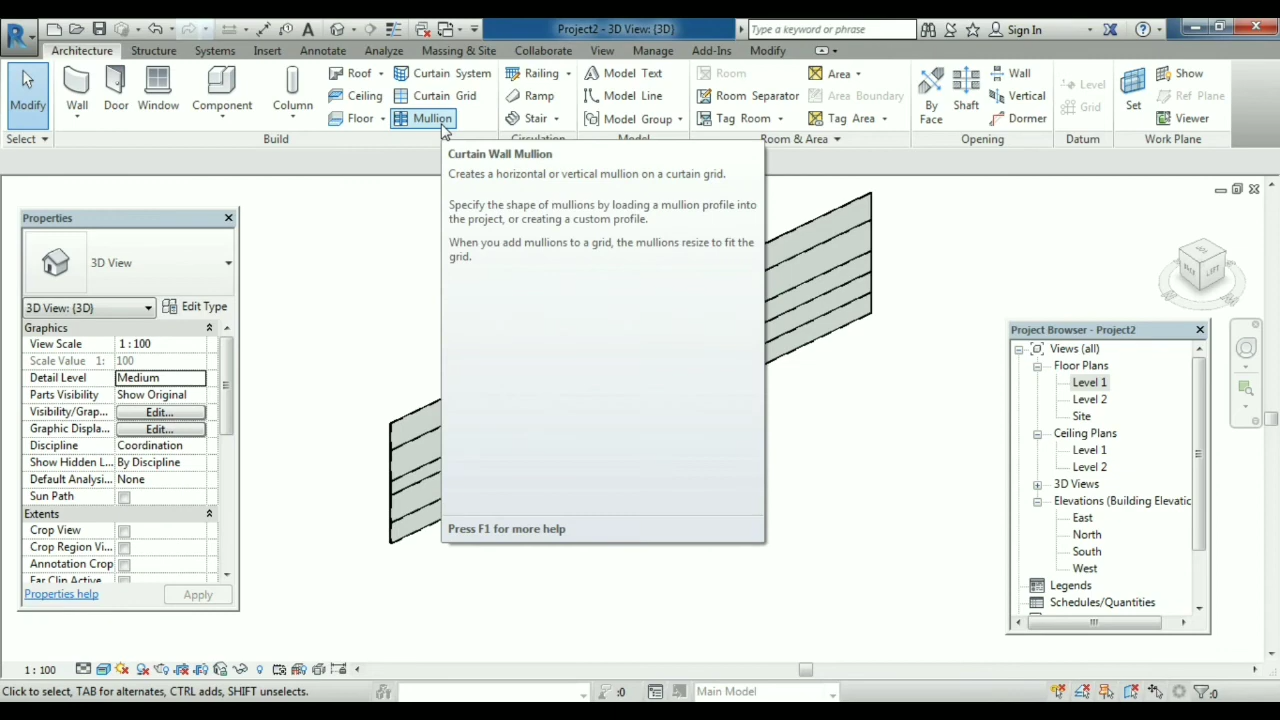 Project2 - 3D View: {3D}
Type a keyword or phrase
Sign In
Architecture Structure Systems Insert Annotate Analyze Massing & Site Collaborate View Manage Add-Ins Modify
Modify
Wall
Door
Window
Component
Column
Roof
Ceiling
Floor
Curtain System
Curtain Grid
Mullion
Railing
Ramp
Stair
Model Text
Model Line
Model Group
Room
Room Separator
Tag Room
Area
Area Boundary
Tag Area
By Face
Shaft
Wall
Vertical
Dormer
Level
Grid
Set
Show
Ref Plane
Viewer
Select Build Circulation Model Room & Area Opening Datum Work Plane
Curtain Wall Mullion
Creates a horizontal or vertical mullion on a curtain grid.
Specify the shape of mullions by loading a mullion profile into
the project, or creating a custom profile.
When you add mullions to a grid, the mullions resize to fit the
grid.
Press F1 for more help
Properties
3D View
3D View: {3D} Edit Type
Graphics
View Scale 1 : 100
Scale Value 1: 100
Detail Level Medium
Parts Visibility Show Original
Visibility/Grap... Edit...
Graphic Displa... Edit...
Discipline Coordination
Show Hidden L... By Discipline
Default Analysi... None
Sun Path
Extents
Crop View
Crop Region Vi...
Annotation Crop
Far Clip Active
Properties help Apply
LEFT
Project Browser - Project2
Views (all)
Floor Plans
Level 1
Level 2
Site
Ceiling Plans
Level 1
Level 2
3D Views
Elevations (Building Elevatic
East
North
South
West
Legends
Schedules/Quantities
1 : 100
Click to select, TAB for alternates, CTRL adds, SHIFT unselects.
:0
Main Model
:0